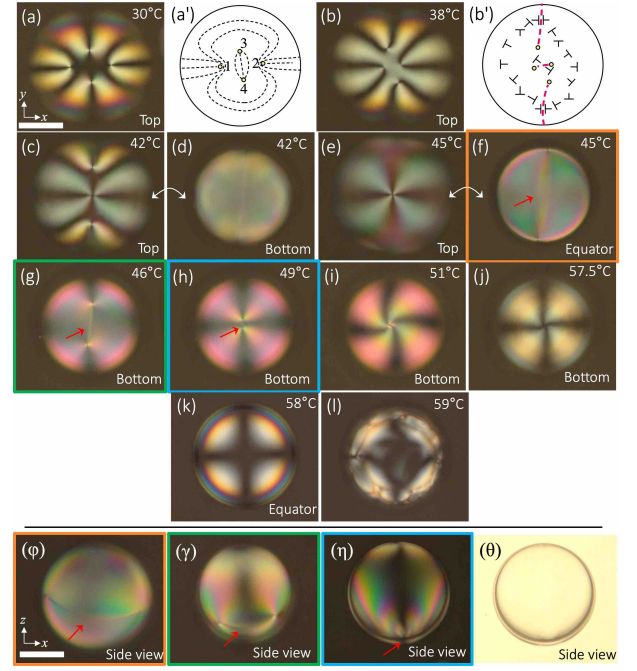 (a) 30°C
y
x
Top
(a')
3
1 2
4
(b) 38°C
Top
(b')
(c) 42°C
Top
(d) 42°C
Bottom
(e) 45°C
Top
(f) 45°C
Equator
(g) 46°C
Bottom
(h) 49°C
Bottom
(i) 51°C
Bottom
(j) 57.5°C
Bottom
(k) 58°C
Equator
(l) 59°C
(φ)
z
x
Side view
(γ)
Side view
(η)
Side view
(θ)
Side view